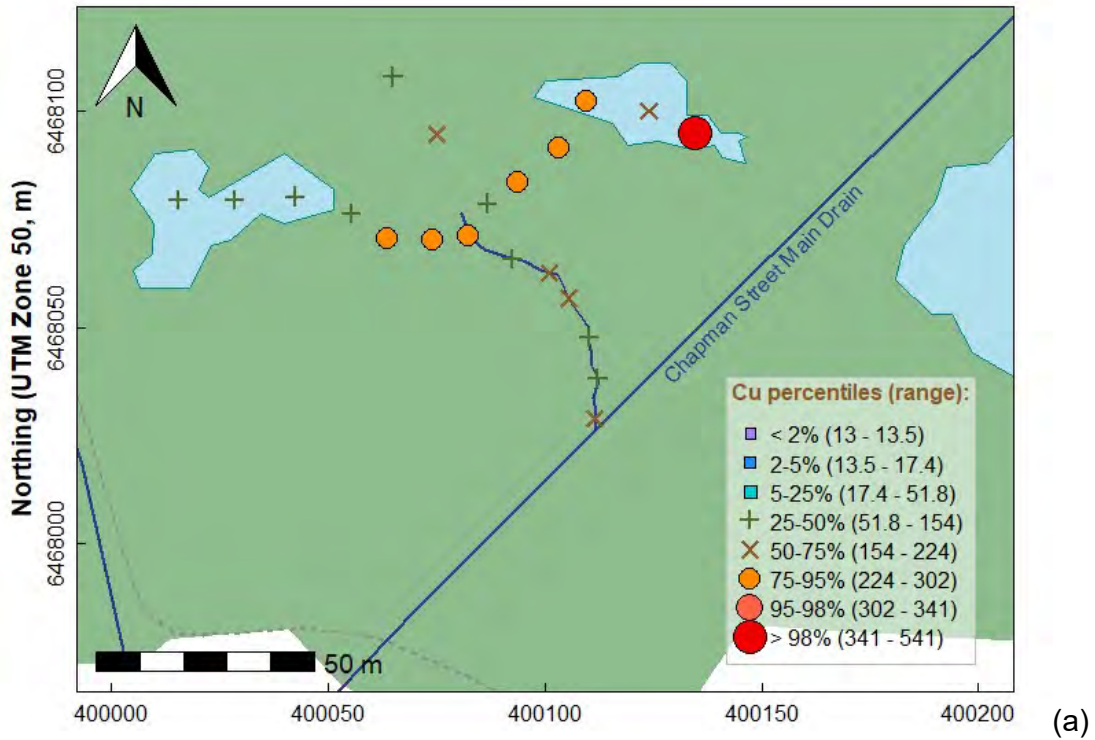 N
Northing (UTM Zone 50, m)
6468100
6468050
6468000
Chapman Street Main Drain
Cu percentiles (range):
< 2% (13 - 13.5)
2-5% (13.5 - 17.4)
5-25% (17.4 - 51.8)
25-50% (51.8 - 154)
50-75% (154 - 224)
75-95% (224 - 302)
95-98% (302 - 341)
> 98% (341 - 541)
50 m
400000
400050
400100
400150
400200
(a)